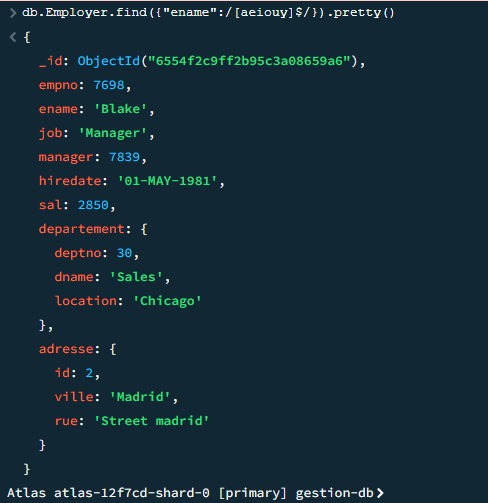 > db.Employer.find({"ename":/[aeiouy]$/}).pretty()
< {
_id: ObjectId("6554f2c9ff2b95c3a08659a6"),
empno: 7698,
ename: 'Blake',
job: 'Manager',
manager: 7839,
hiredate: '01-MAY-1981',
sal: 2850,
departement: {
deptno: 30,
dname: 'Sales',
location: 'Chicago'
},
adresse: {
id: 2,
ville: 'Madrid',
rue: 'Street madrid'
}
}
Atlas atlas-12f7cd-shard-0 [primary] gestion-db>